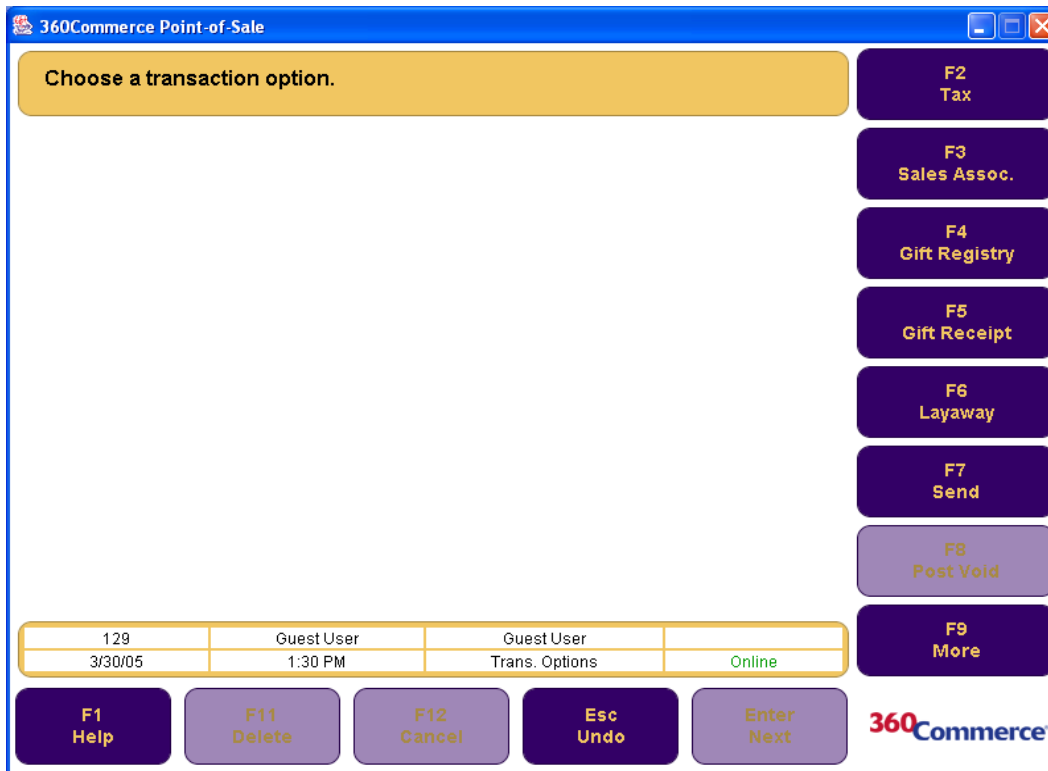 360Commerce Point-of-Sale
Choose a transaction option.
F2
Tax
F3
Sales Assoc.
F4
Gift Registry
F5
Gift Receipt
F6
Layaway
F7
Send
F8
Post Void
F9
More
129 Guest User Guest User
3/30/05 1:30 PM Trans. Options Online
F1
Help
F11
Delete
F12
Cancel
Esc
Undo
Enter
Next
360Commerce